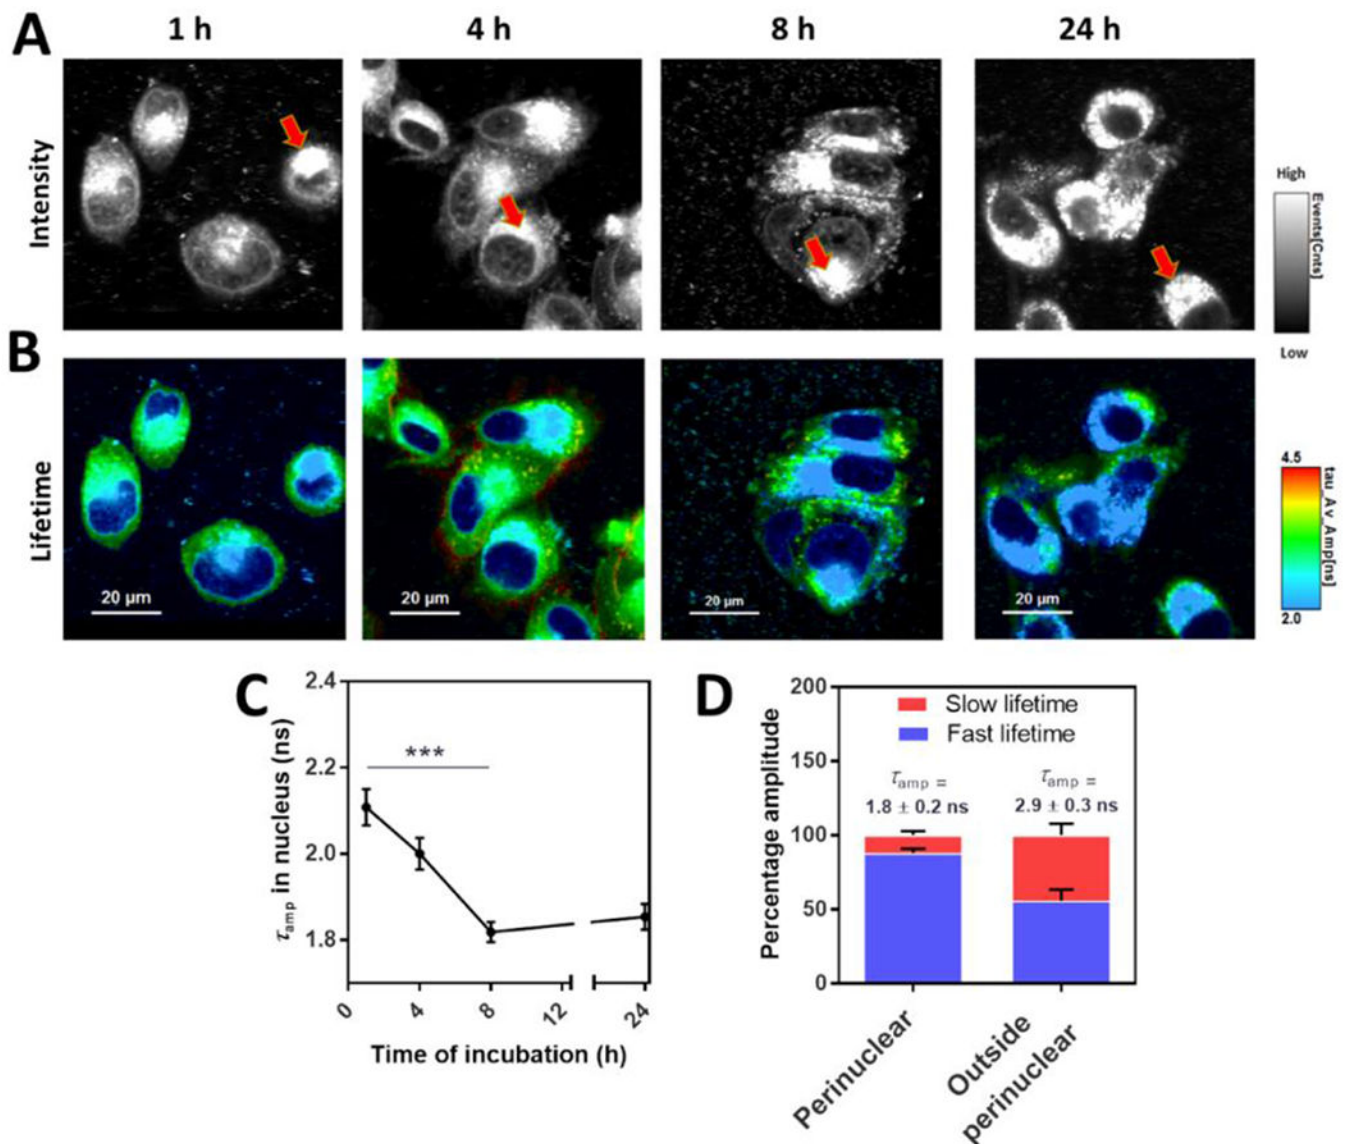 A
1 h
4 h
8 h
24 h
Intensity
High
Events[Cnts]
Low
B
Lifetime
20 µm
20 µm
20 µm
20 µm
4.5
tau_Av_Amp[ns]
2.0
C
2.4
2.2
2.0
1.8
τamp in nucleus (ns)
***
0
4
8
12
24
Time of incubation (h)
D
200
150
100
50
0
Percentage amplitude
Slow lifetime
Fast lifetime
τamp =
1.8 ± 0.2 ns
τamp =
2.9 ± 0.3 ns
Perinuclear
Outside
perinuclear